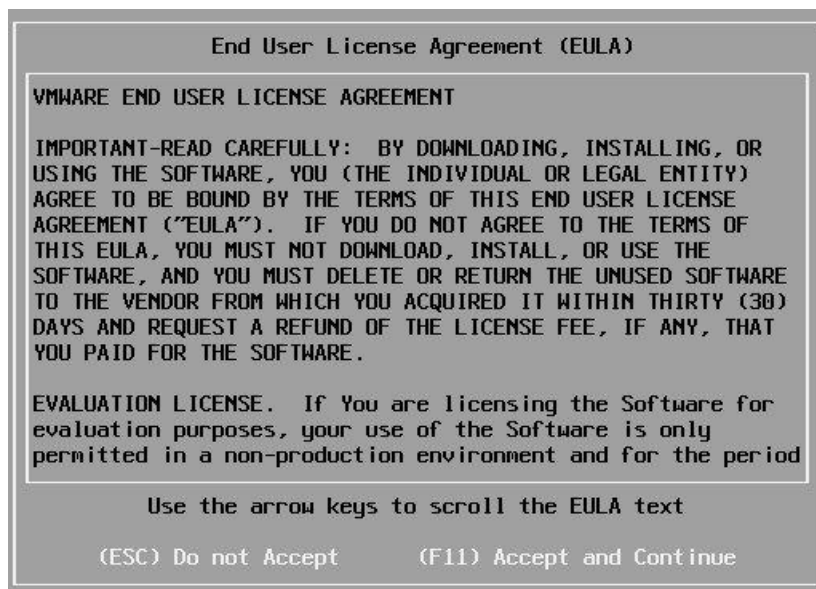 End User License Agreement (EULA)
VMWARE END USER LICENSE AGREEMENT
IMPORTANT-READ CAREFULLY:  BY DOWNLOADING, INSTALLING, OR
USING THE SOFTWARE, YOU (THE INDIVIDUAL OR LEGAL ENTITY)
AGREE TO BE BOUND BY THE TERMS OF THIS END USER LICENSE
AGREEMENT ("EULA").  IF YOU DO NOT AGREE TO THE TERMS OF
THIS EULA, YOU MUST NOT DOWNLOAD, INSTALL, OR USE THE
SOFTWARE, AND YOU MUST DELETE OR RETURN THE UNUSED SOFTWARE
TO THE VENDOR FROM WHICH YOU ACQUIRED IT WITHIN THIRTY (30)
DAYS AND REQUEST A REFUND OF THE LICENSE FEE, IF ANY, THAT
YOU PAID FOR THE SOFTWARE.
EVALUATION LICENSE.  If You are licensing the Software for
evaluation purposes, your use of the Software is only
permitted in a non-production environment and for the period
Use the arrow keys to scroll the EULA text
(ESC) Do not Accept (F11) Accept and Continue